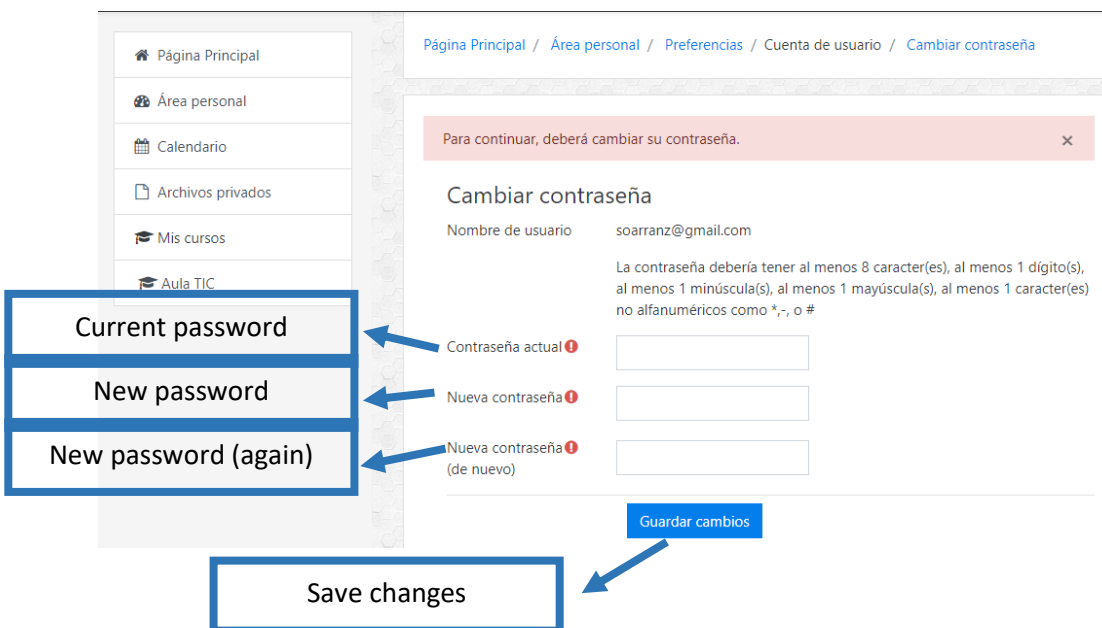 Página Principal
Área personal
Calendario
Archivos privados
Mis cursos
Aula TIC
Página Principal / Área personal / Preferencias / Cuenta de usuario / Cambiar contraseña
Para continuar, deberá cambiar su contraseña. ×
Cambiar contraseña
Nombre de usuario soarranz@gmail.com
La contraseña debería tener al menos 8 caracter(es), al menos 1 dígito(s),
al menos 1 minúscula(s), al menos 1 mayúscula(s), al menos 1 caracter(es)
no alfanuméricos como *,-, o #
Current password
Contraseña actual
New password
Nueva contraseña
New password (again)
Nueva contraseña
(de nuevo)
Guardar cambios
Save changes